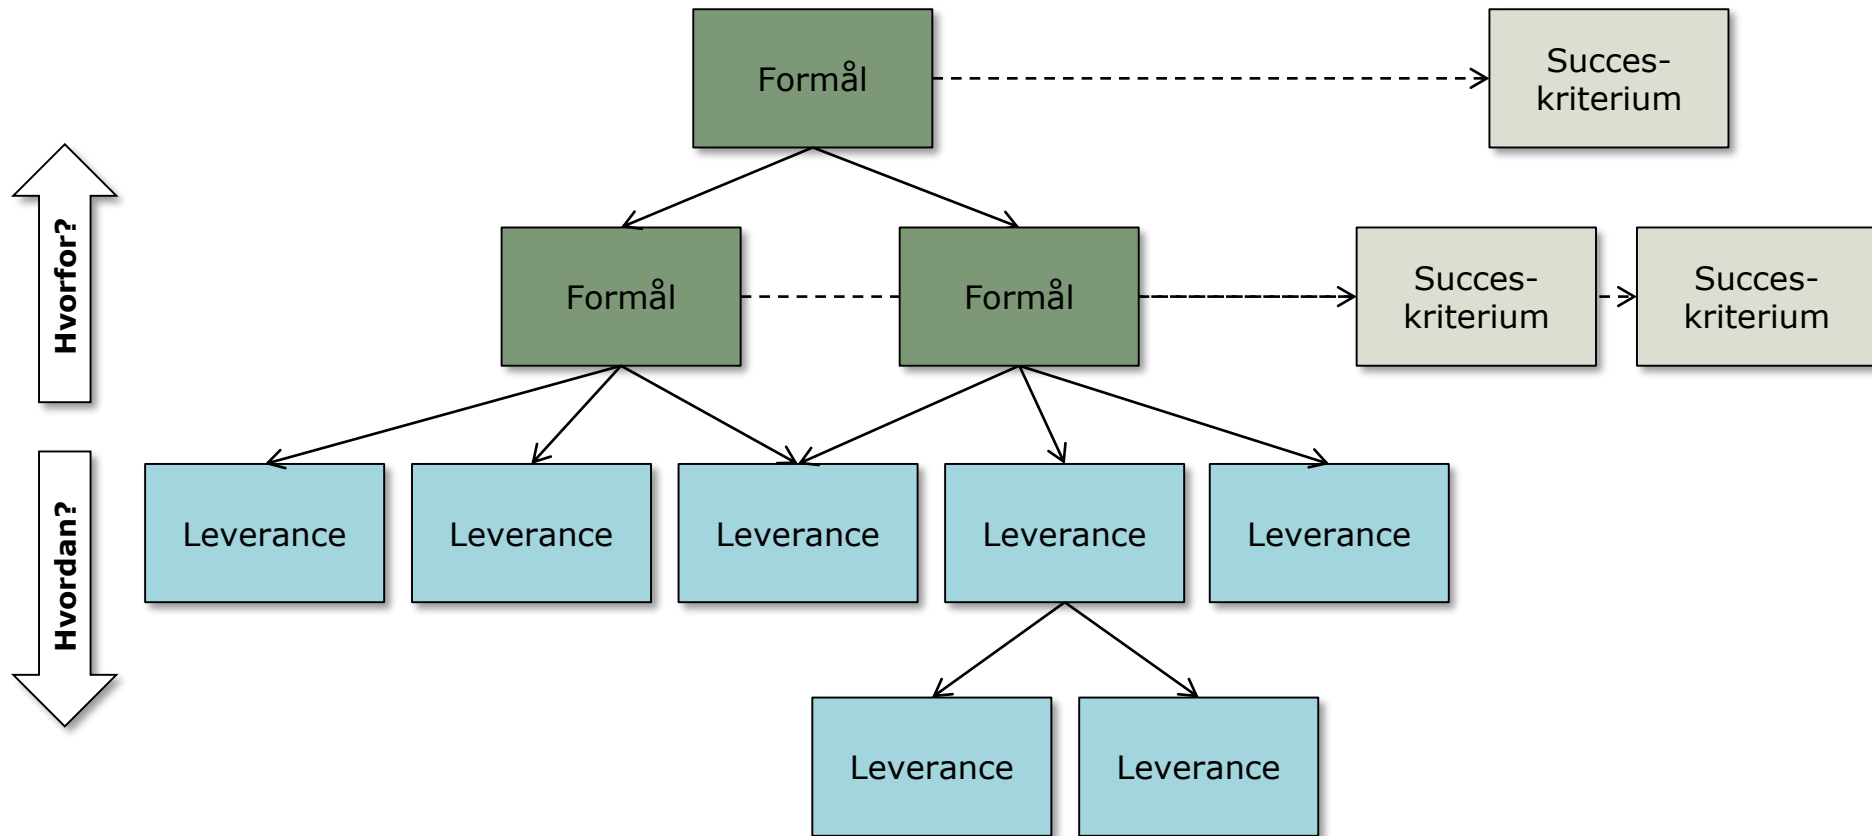 Formål
Succes-
kriterium
Hvorfor?
Formål
Formål
Succes-
kriterium
Succes-
kriterium
Hvordan?
Leverance
Leverance
Leverance
Leverance
Leverance
Leverance
Leverance